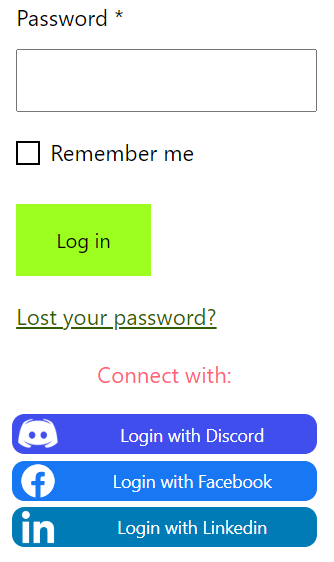 Password *
Remember me
Log in
Lost your password?
Connect with:
Login with Discord
Login with Facebook
in Login with Linkedin